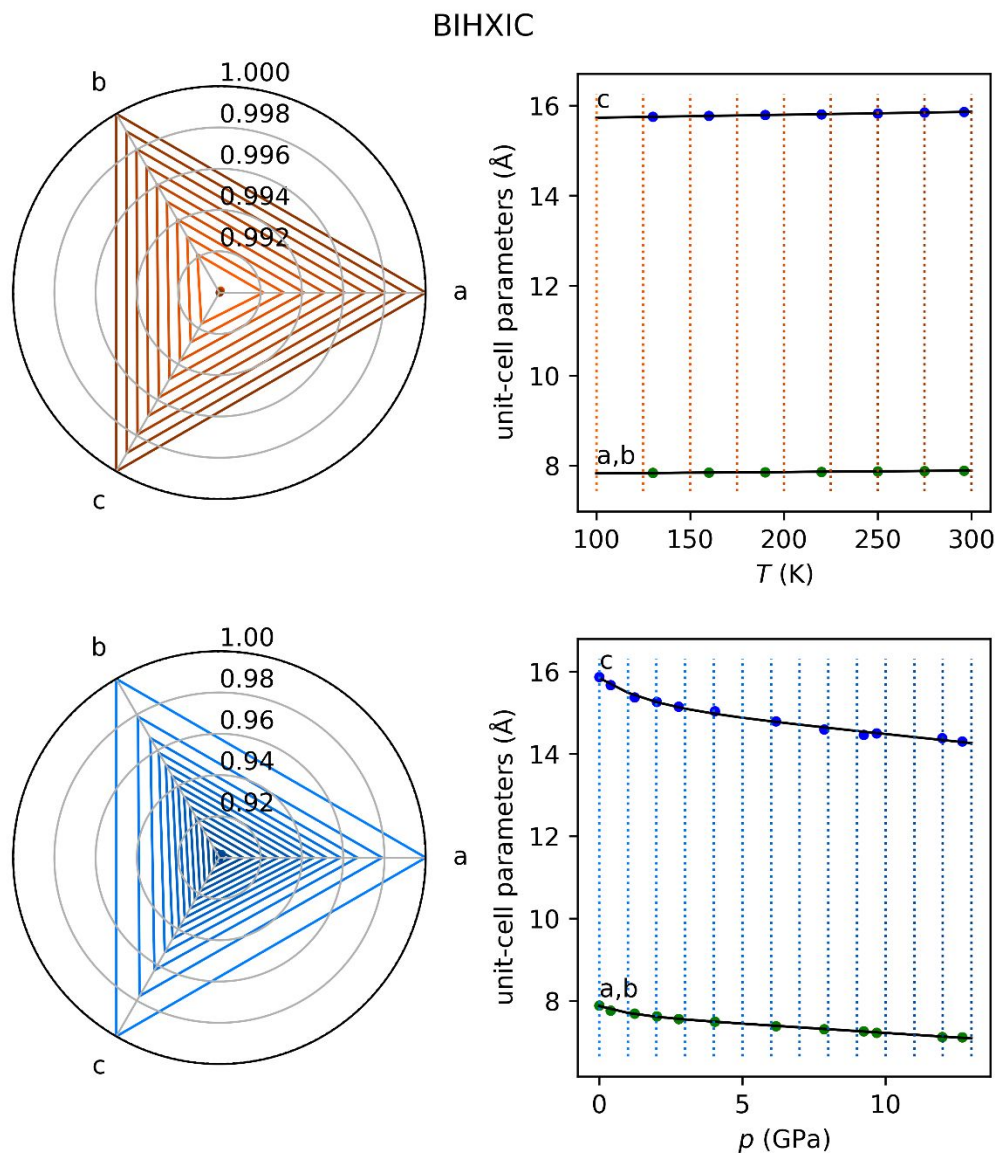 BIHXIC
b
1.000
0.998
0.996
0.994
0.992
a
c
unit-cell parameters (Å)
16
14
12
10
8
c
a,b
100
150
200
250
300
T (K)
b
1.00
0.98
0.96
0.94
0.92
a
c
unit-cell parameters (Å)
16
14
12
10
8
c
a,b
0
5
10
p (GPa)